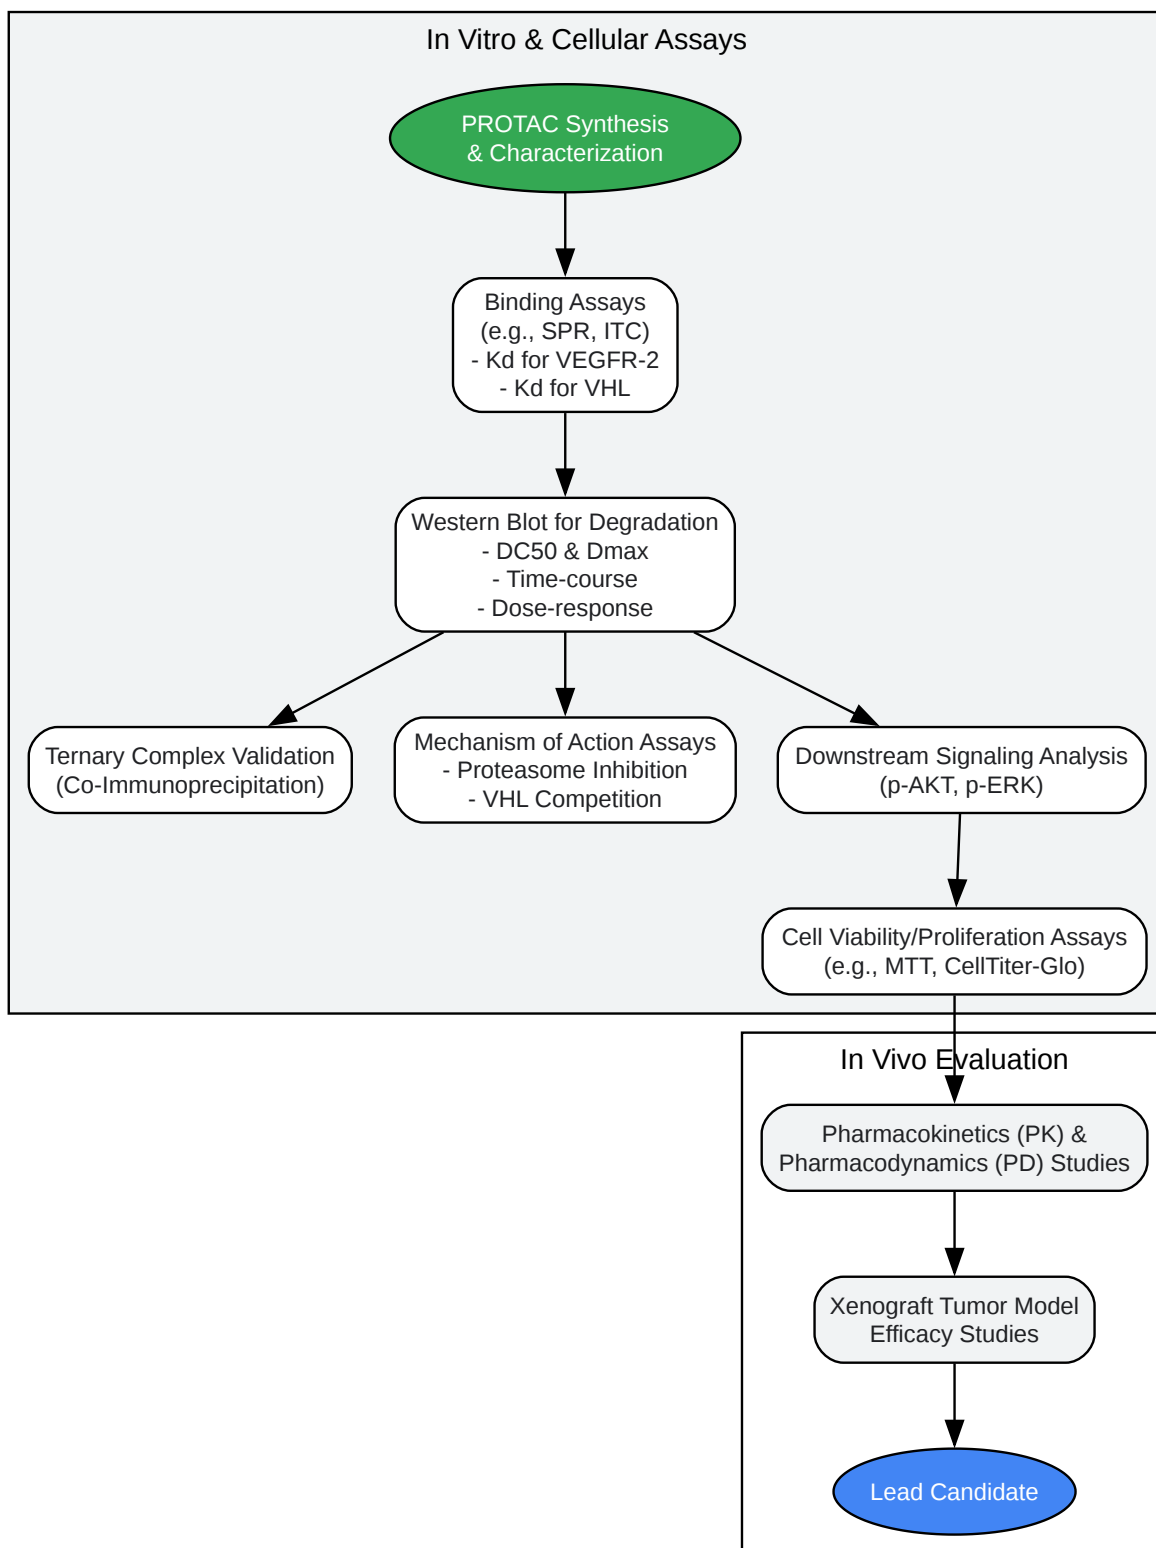 In Vitro & Cellular Assays
PROTAC Synthesis
& Characterization
Binding Assays
(e.g., SPR, ITC)
- Kd for VEGFR-2
- Kd for VHL
Western Blot for Degradation
- DC50 & Dmax
- Time-course
- Dose-response
Ternary Complex Validation
(Co-Immunoprecipitation)
Mechanism of Action Assays
- Proteasome Inhibition
- VHL Competition
Downstream Signaling Analysis
(p-AKT, p-ERK)
Cell Viability/Proliferation Assays
(e.g., MTT, CellTiter-Glo)
In Vivo Evaluation
Pharmacokinetics (PK) &
Pharmacodynamics (PD) Studies
Xenograft Tumor Model
Efficacy Studies
Lead Candidate